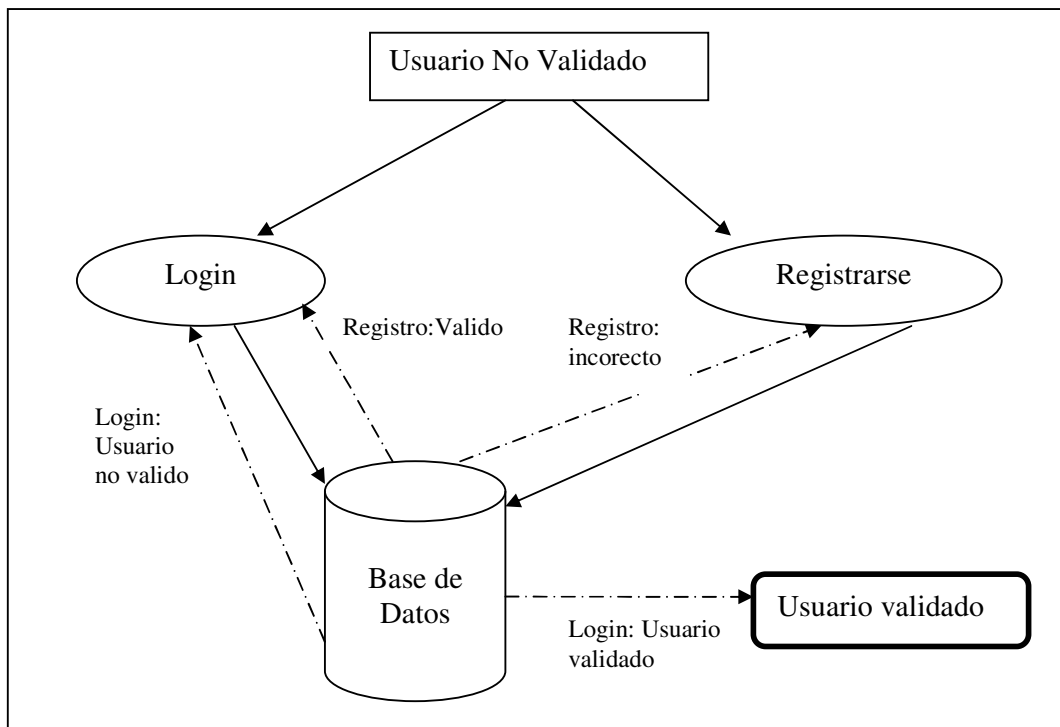 Usuario No Validado
Login
Registrarse
Registro:Valido
Registro:
incorecto
Login:
Usuario
no valido
Base de
Datos
Usuario validado
Login: Usuario
validado